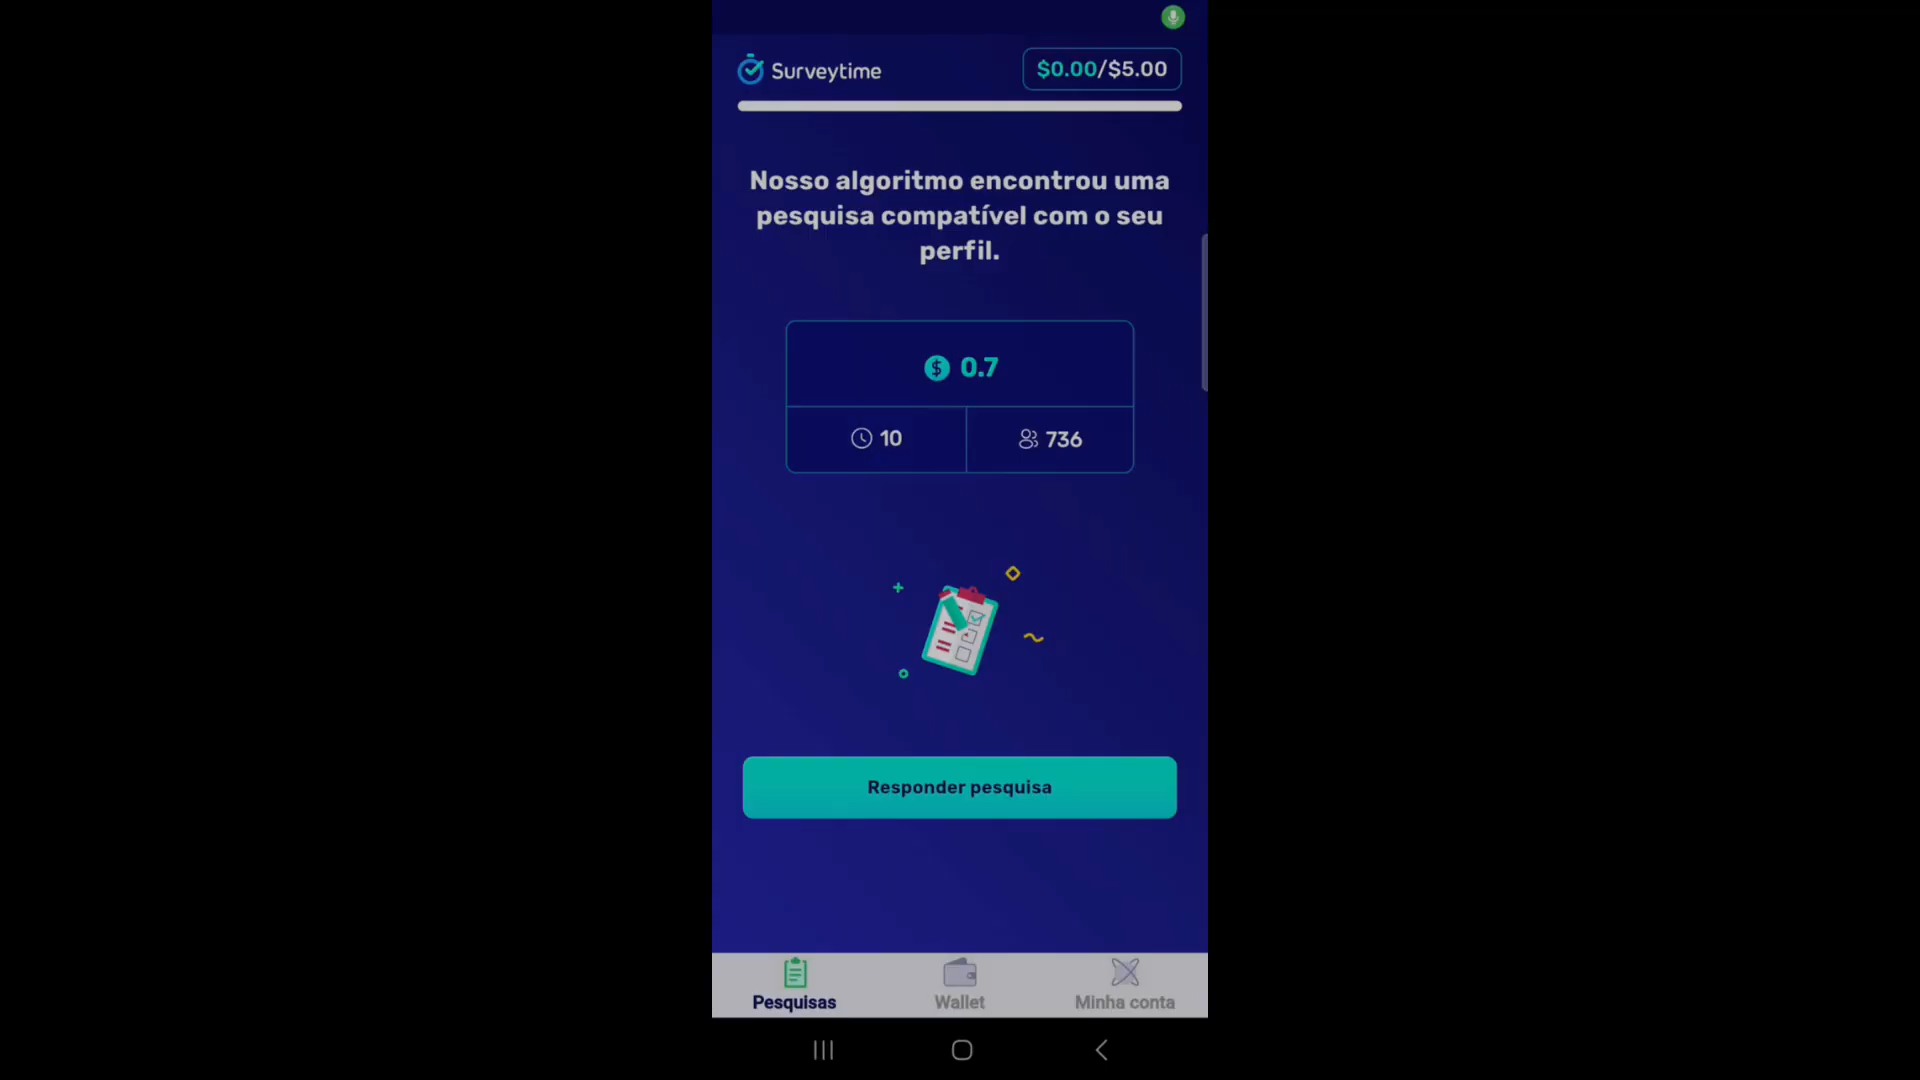 Surveytime
$0.00/$5.00
Nosso algoritmo encontrou uma
pesquisa compatível com o seu
perfil.
$ 0.7
10
736
Responder pesquisa
Pesquisas
Wallet
Minha conta